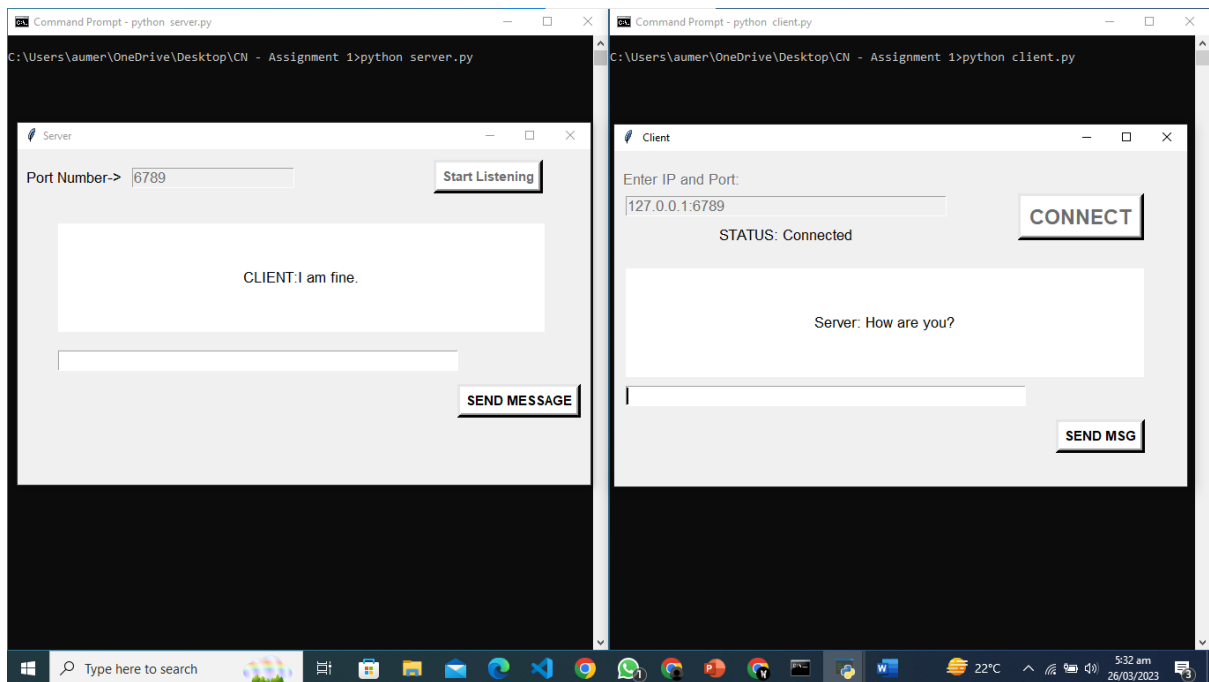 Command Prompt - python server.py
C:\Users\aumer\OneDrive\Desktop\CN - Assignment 1>python server.py
Server
Port Number->
6789
Start Listening
CLIENT:I am fine.
SEND MESSAGE
Command Prompt - python client.py
C:\Users\aumer\OneDrive\Desktop\CN - Assignment 1>python client.py
Client
Enter IP and Port:
127.0.0.1:6789
CONNECT
STATUS: Connected
Server: How are you?
SEND MSG
Type here to search
22°C
5:32 am
26/03/2023